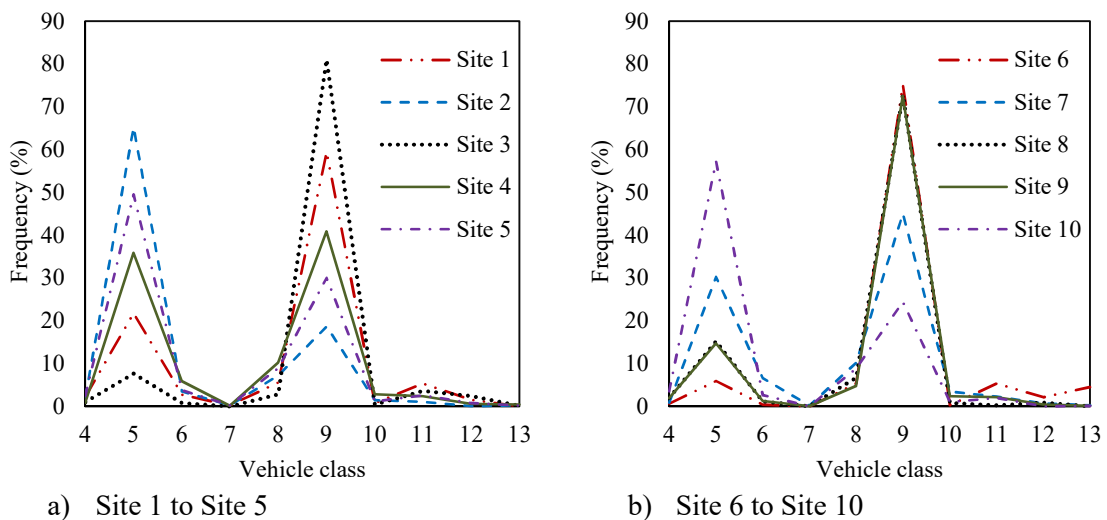 90
80
70
60
50
40
30
20
10
0
Frequency (%)
4 5 6 7 8 9 10 11 12 13
Vehicle class
Site 1
Site 2
Site 3
Site 4
Site 5
a) Site 1 to Site 5
90
80
70
60
50
40
30
20
10
0
Frequency (%)
4 5 6 7 8 9 10 11 12 13
Vehicle class
Site 6
Site 7
Site 8
Site 9
Site 10
b) Site 6 to Site 10